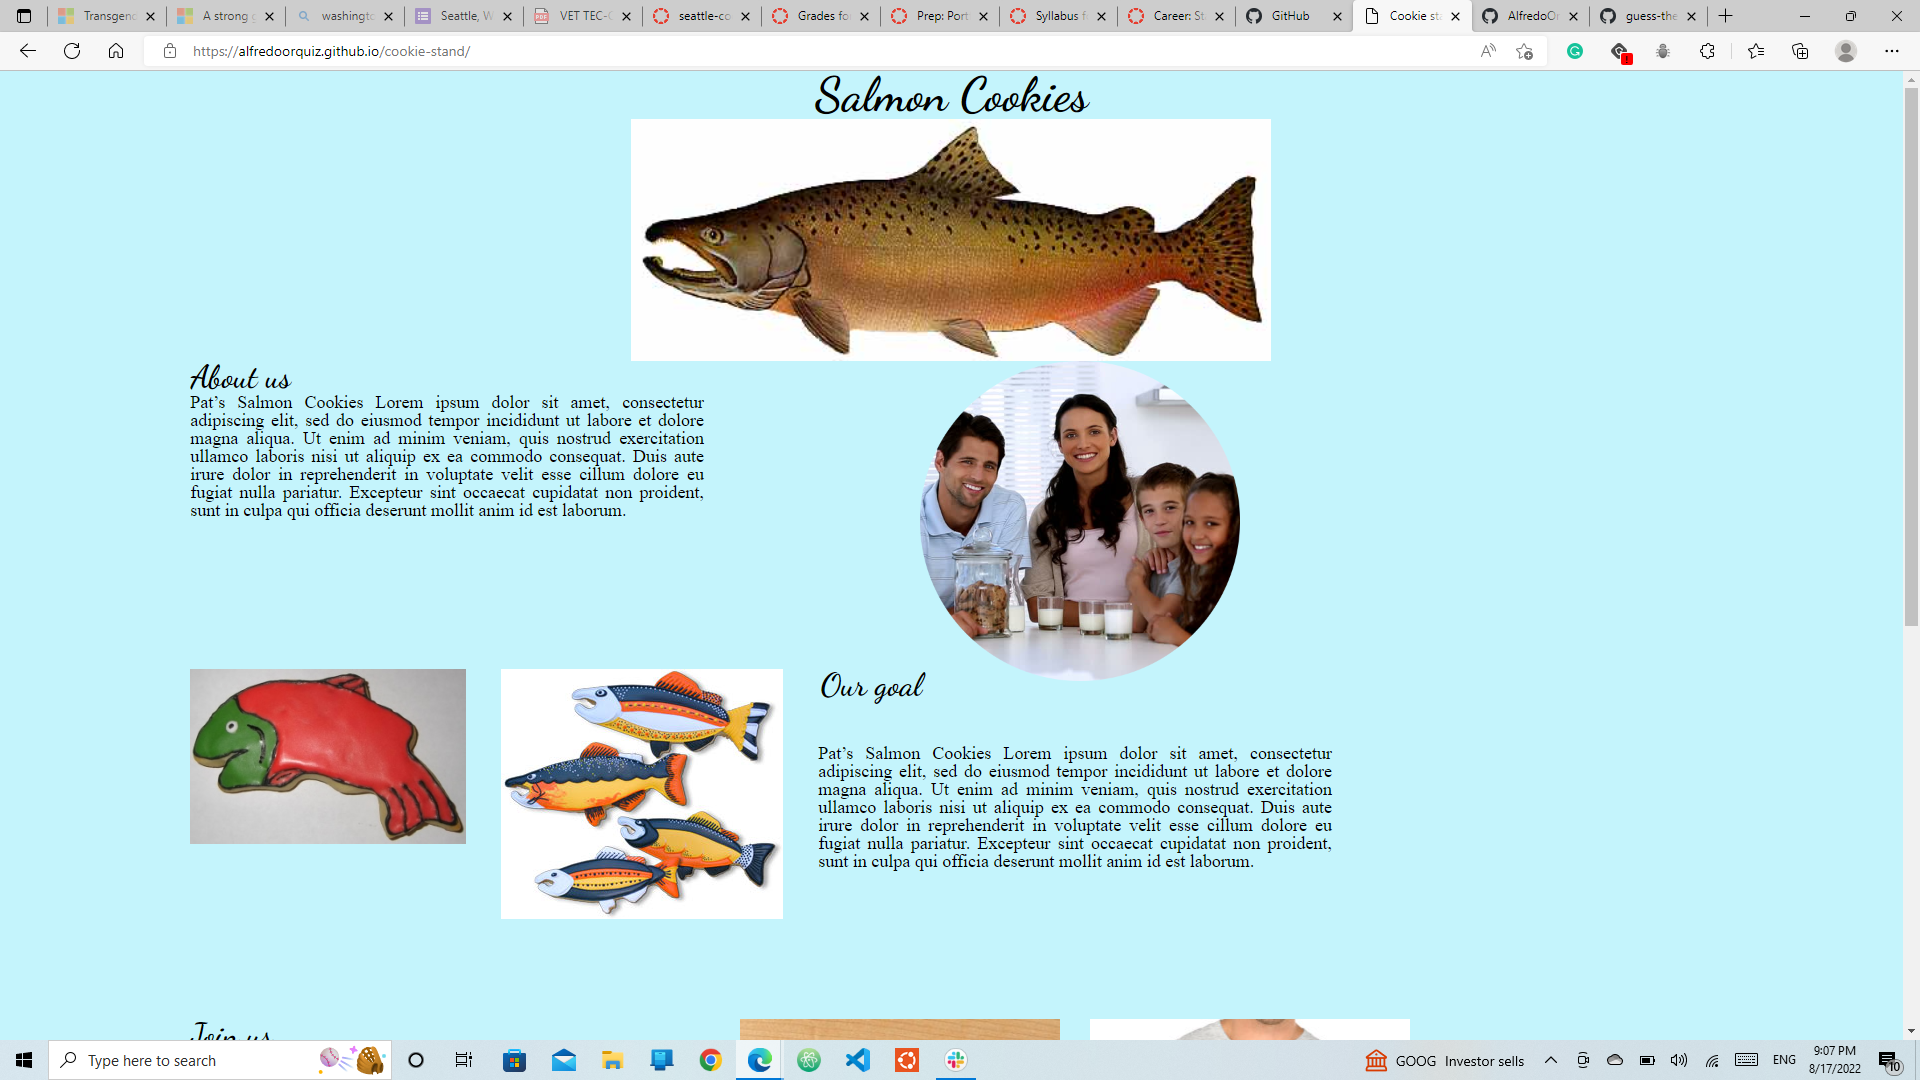 Transgend
A strong g
washingto
Seattle, W
VET TEC-C
seattle-co
Grades fo
Prep: Port
Syllabus f
Career: St
GitHub
Cookie sta
AlfredoOr
guess-the
https://alfredoorquiz.github.io/cookie-stand/
Salmon Cookies
About us
Pat’s Salmon Cookies Lorem ipsum dolor sit amet, consectetur
adipiscing elit, sed do eiusmod tempor incididunt ut labore et dolore
magna aliqua. Ut enim ad minim veniam, quis nostrud exercitation
ullamco laboris nisi ut aliquip ex ea commodo consequat. Duis aute
irure dolor in reprehenderit in voluptate velit esse cillum dolore eu
fugiat nulla pariatur. Excepteur sint occaecat cupidatat non proident,
sunt in culpa qui officia deserunt mollit anim id est laborum.
Our goal
Pat’s Salmon Cookies Lorem ipsum dolor sit amet, consectetur
adipiscing elit, sed do eiusmod tempor incididunt ut labore et dolore
magna aliqua. Ut enim ad minim veniam, quis nostrud exercitation
ullamco laboris nisi ut aliquip ex ea commodo consequat. Duis aute
irure dolor in reprehenderit in voluptate velit esse cillum dolore eu
fugiat nulla pariatur. Excepteur sint occaecat cupidatat non proident,
sunt in culpa qui officia deserunt mollit anim id est laborum.
Join us
Type here to search
GOOG Investor sells
ENG
9:07 PM
8/17/2022
10